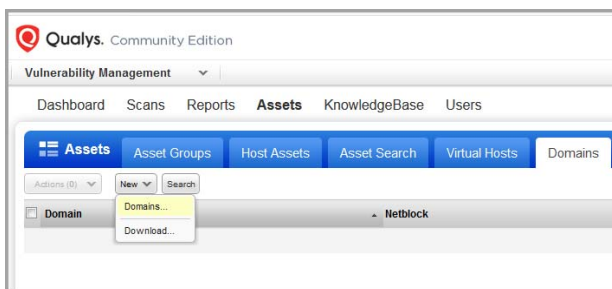 Qualys. Community Edition
Vulnerability Management
Dashboard Scans Reports Assets KnowledgeBase Users
Assets Asset Groups Host Assets Asset Search Virtual Hosts Domains
Actions (0) New Search
Domain Netblock
Domains...
Download...